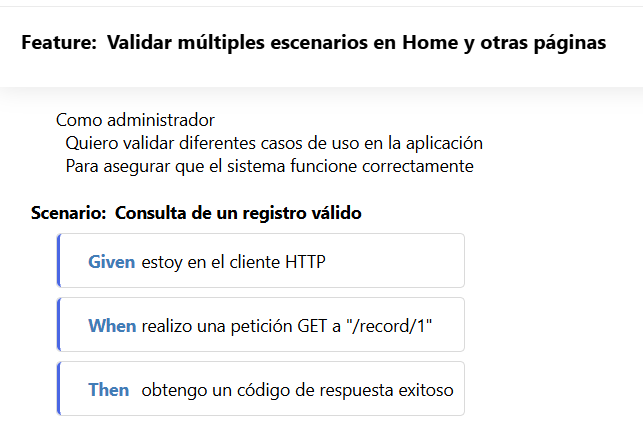 Feature: Validar múltiples escenarios en Home y otras páginas
Como administrador
Quiero validar diferentes casos de uso en la aplicación
Para asegurar que el sistema funcione correctamente
Scenario: Consulta de un registro válido
Given estoy en el cliente HTTP
When realizo una petición GET a "/record/1"
Then obtengo un código de respuesta exitoso